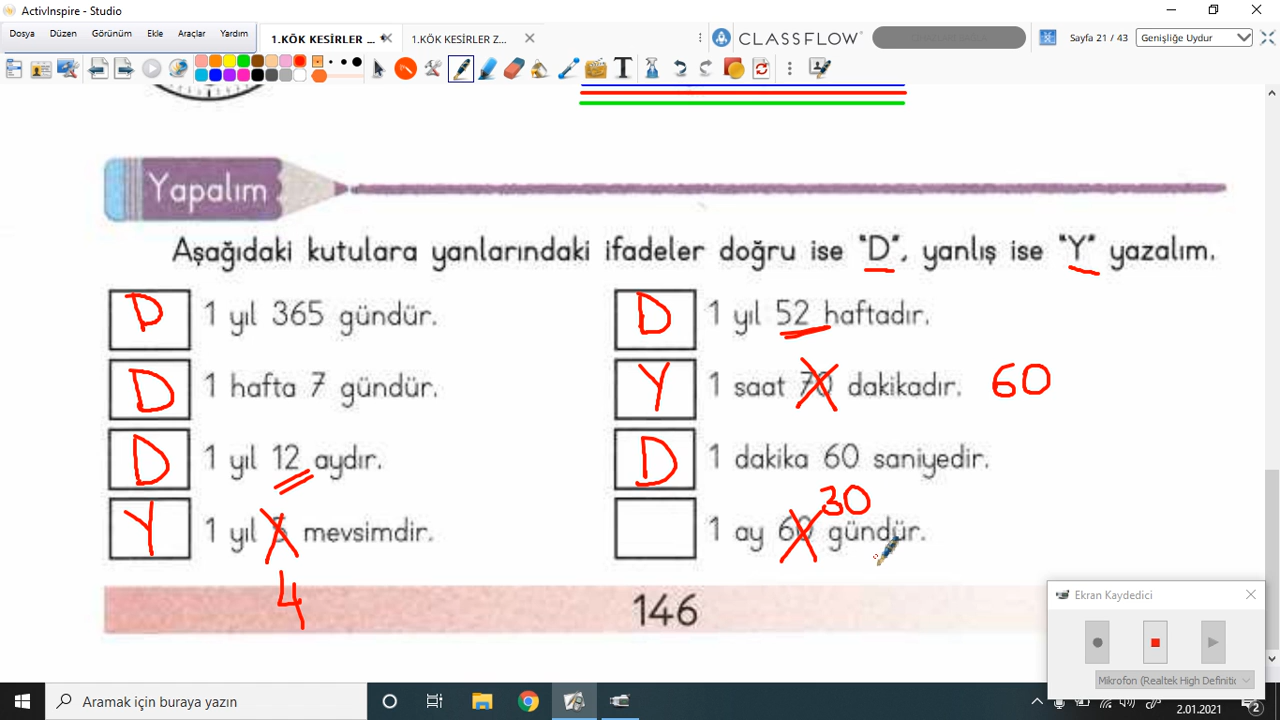 ActivInspire - Studio
Dosya Düzen Görünüm Ekle Araçlar Yardım
1.KÖK KESİRLER ...
1.KÖK KESİRLER Z...
CLASSFLOW
Sayfa 21 / 43
Genişliğe Uydur
Yapalım
Aşağıdaki kutulara yanlarındaki ifadeler doğru ise "D", yanlış ise "Y" yazalım.
D 1 yıl 365 gündür.
D 1 hafta 7 gündür.
D 1 yıl 12 aydır.
Y 1 yıl mevsimdir.
4
D 1 yıl 52 haftadır.
Y 1 saat 70 dakikadır. 60
D 1 dakika 60 saniyedir.
30
1 ay 60 gündür.
146
Ekran Kaydedici
Mikrofon (Realtek High Definitic
Aramak için buraya yazın
2.01.2021
2